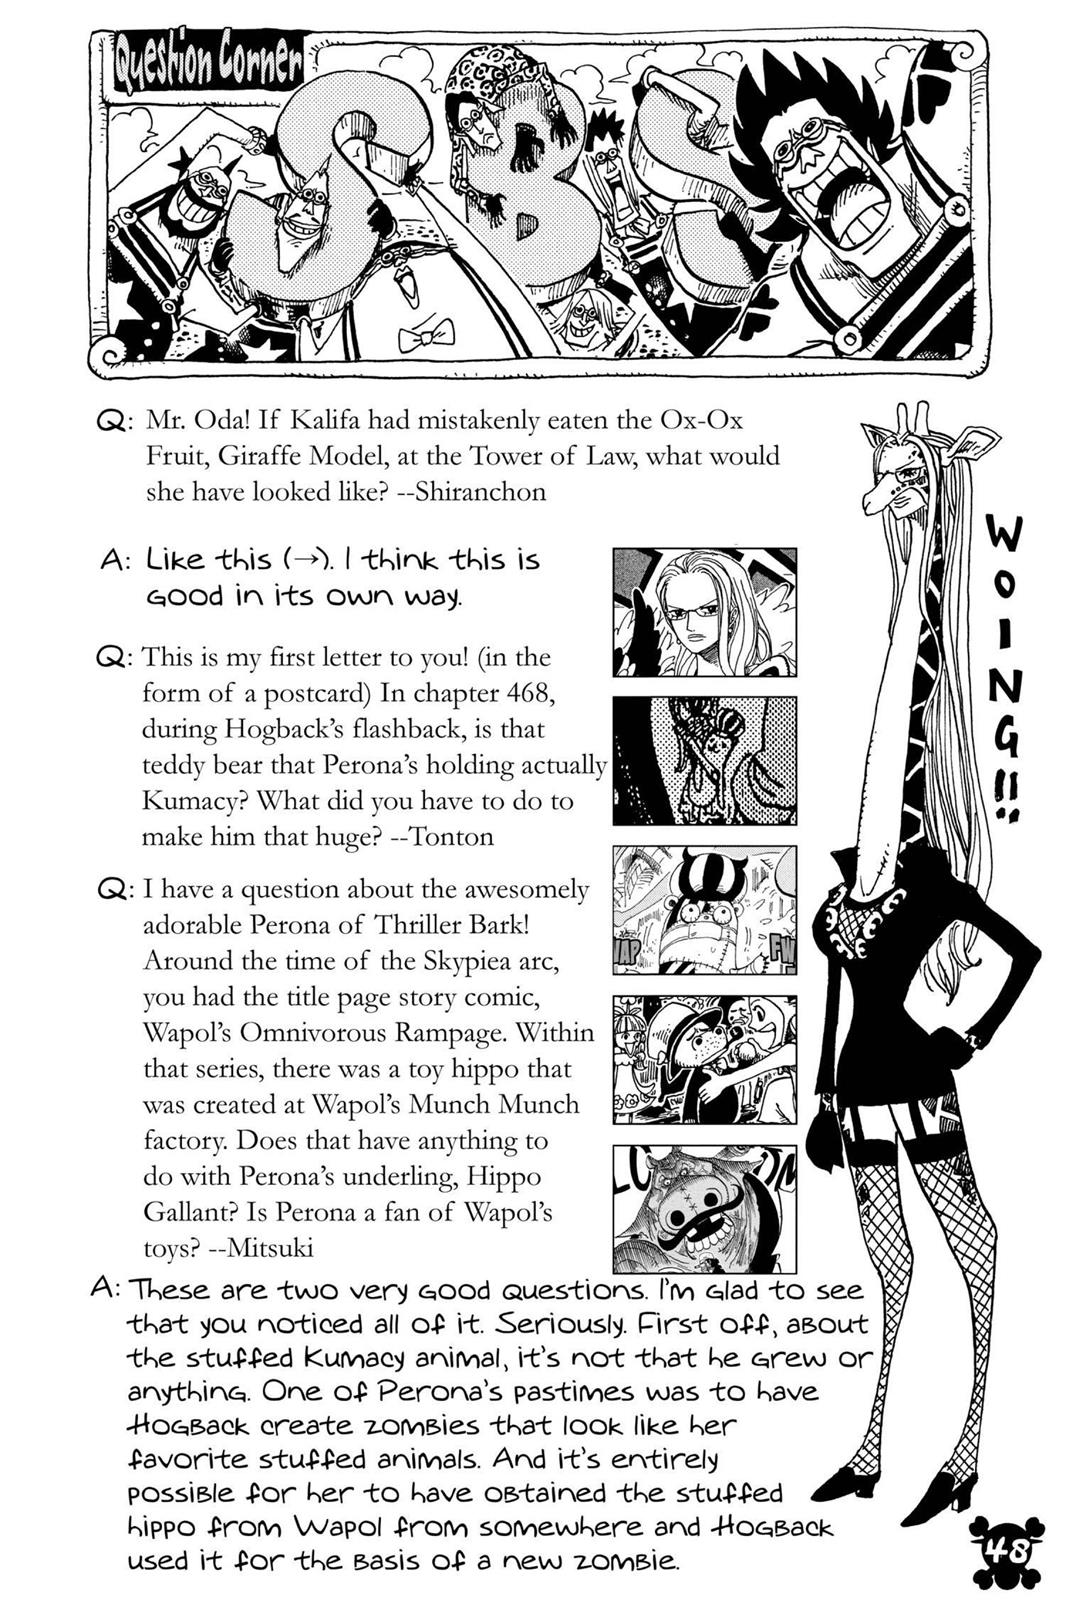 Question Corner
SBS
Q: Mr. Oda! If Kalifa had mistakenly eaten the Ox-Ox
Fruit, Giraffe Model, at the Tower of Law, what would
she have looked like? --Shiranchon
A: Like this (→). I think this is
good in its own way.
WOING!!
Q: This is my first letter to you! (in the
form of a postcard) In chapter 468,
during Hogback's flashback, is that
teddy bear that Perona's holding actually
Kumacy? What did you have to do to
make him that huge? --Tonton
Q: I have a question about the awesomely
adorable Perona of Thriller Bark!
Around the time of the Skypiea arc,
you had the title page story comic,
Wapol's Omnivorous Rampage. Within
that series, there was a toy hippo that
was created at Wapol's Munch Munch
factory. Does that have anything to
do with Perona's underling, Hippo
Gallant? Is Perona a fan of Wapol's
toys? --Mitsuki
A: These are two very good questions. I'm glad to see
that you noticed all of it. Seriously. First off, about
the stuffed Kumacy animal, it's not that he grew or
anything. One of Perona's pastimes was to have
Hogback create zombies that look like her
favorite stuffed animals. And it's entirely
possible for her to have obtained the stuffed
hippo from Wapol from somewhere and Hogback
used it for the basis of a new zombie.
48